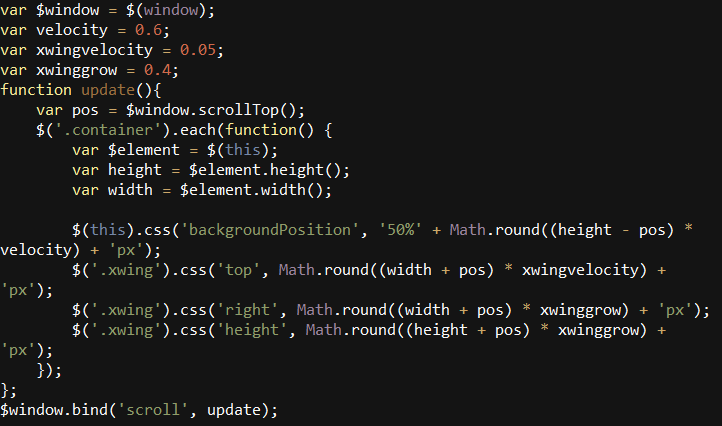 var $window = $(window);
var velocity = 0.6;
var xwingvelocity = 0.05;
var xwinggrow = 0.4;
function update(){
    var pos = $window.scrollTop();
    $('.container').each(function() {
        var $element = $(this);
        var height = $element.height();
        var width = $element.width();

        $(this).css('backgroundPosition', '50%' + Math.round((height - pos) *
velocity) + 'px');
        $('.xwing').css('top', Math.round((width + pos) * xwingvelocity) +
'px');
        $('.xwing').css('right', Math.round((width + pos) * xwinggrow) + 'px');
        $('.xwing').css('height', Math.round((height + pos) * xwinggrow) +
'px');
    });
};
$window.bind('scroll', update);